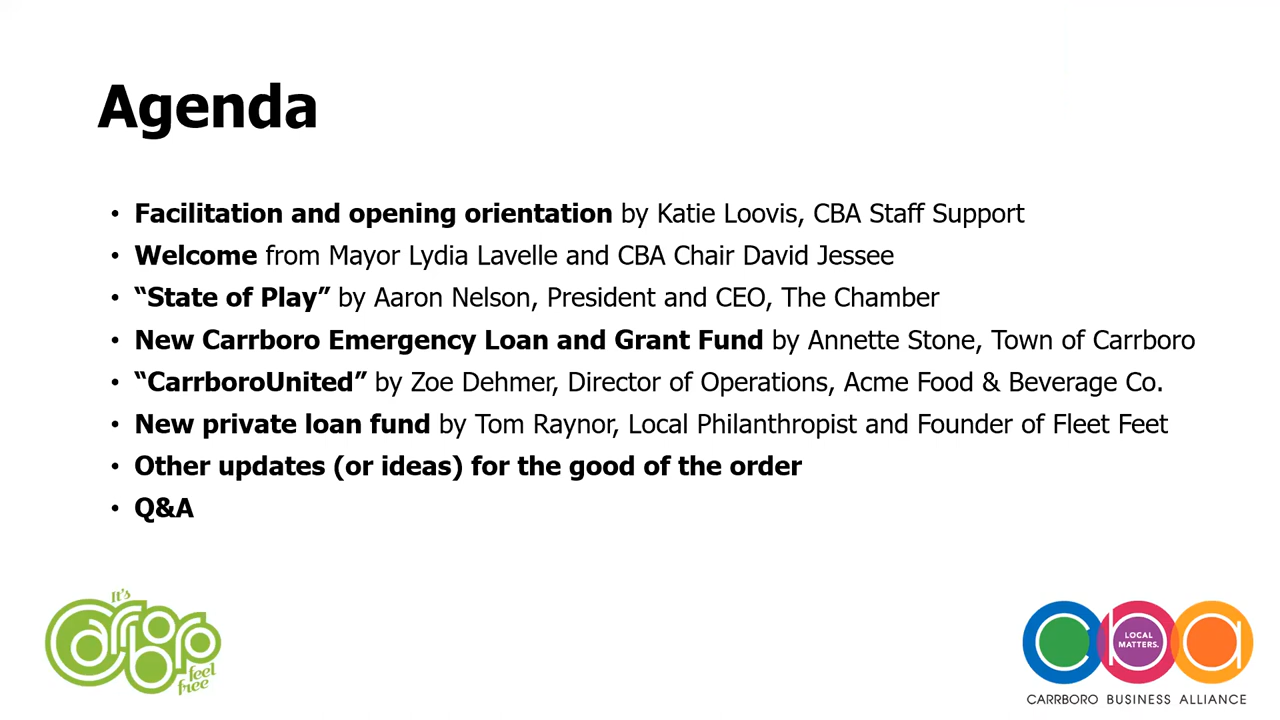 Agenda
• Facilitation and opening orientation by Katie Loovis, CBA Staff Support
• Welcome from Mayor Lydia Lavelle and CBA Chair David Jessee
• “State of Play” by Aaron Nelson, President and CEO, The Chamber
• New Carrboro Emergency Loan and Grant Fund by Annette Stone, Town of Carrboro
• “CarrboroUnited” by Zoe Dehmer, Director of Operations, Acme Food & Beverage Co.
• New private loan fund by Tom Raynor, Local Philanthropist and Founder of Fleet Feet
• Other updates (or ideas) for the good of the order
• Q&A
It's
Carrboro
feel
free
cba
LOCAL
MATTERS.
CARRBORO BUSINESS ALLIANCE